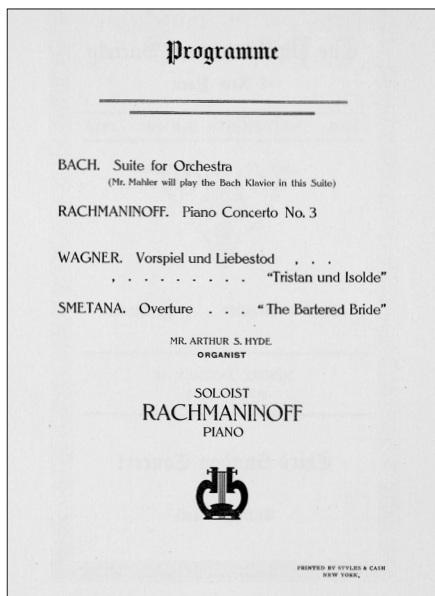 Programme
BACH. Suite for Orchestra
(Mr. Mahler will play the Bach Klavier in this Suite)
RACHMANINOFF. Piano Concerto No. 3
WAGNER. Vorspiel und Liebestod . . .
. . . . . . . . . "Tristan und Isolde"
SMETANA. Overture . . . "The Bartered Bride"
MR. ARTHUR S. HYDE
ORGANIST
SOLOIST
RACHMANINOFF
PIANO
PRINTED BY STYLES & CASH
NEW YORK,